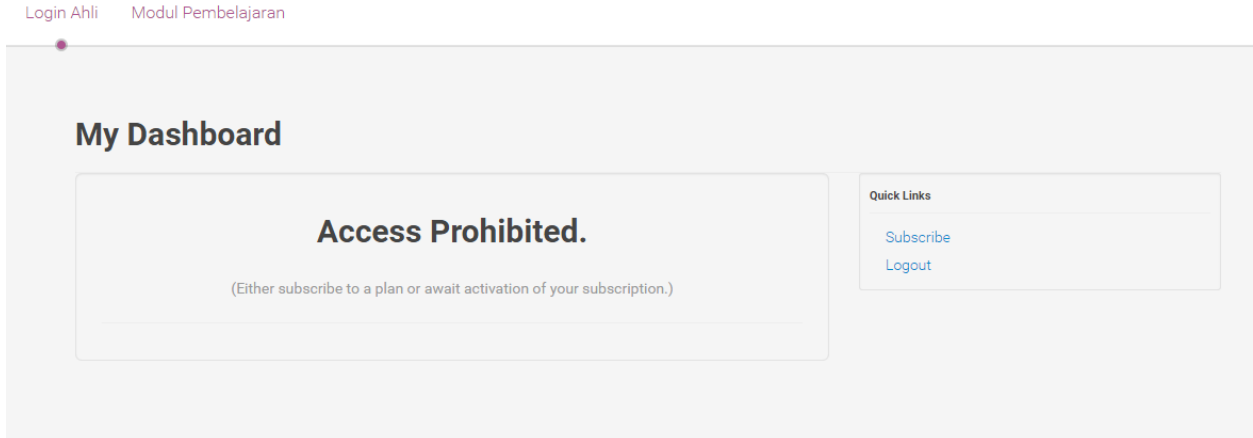 Login Ahli Modul Pembelajaran
My Dashboard
Access Prohibited.
(Either subscribe to a plan or await activation of your subscription.)
Quick Links
Subscribe
Logout